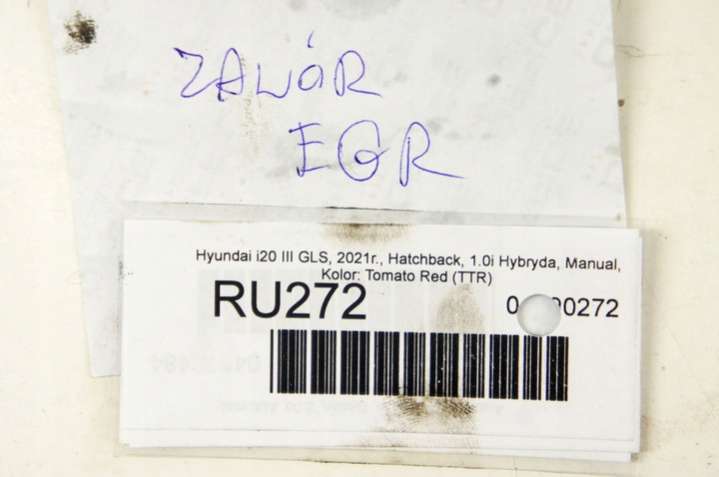 ZAWÓR
EGR
Hyundai i20 III GLS, 2021r., Hatchback, 1.0i Hybryda, Manual,
Kolor: Tomato Red (TTR)
RU272